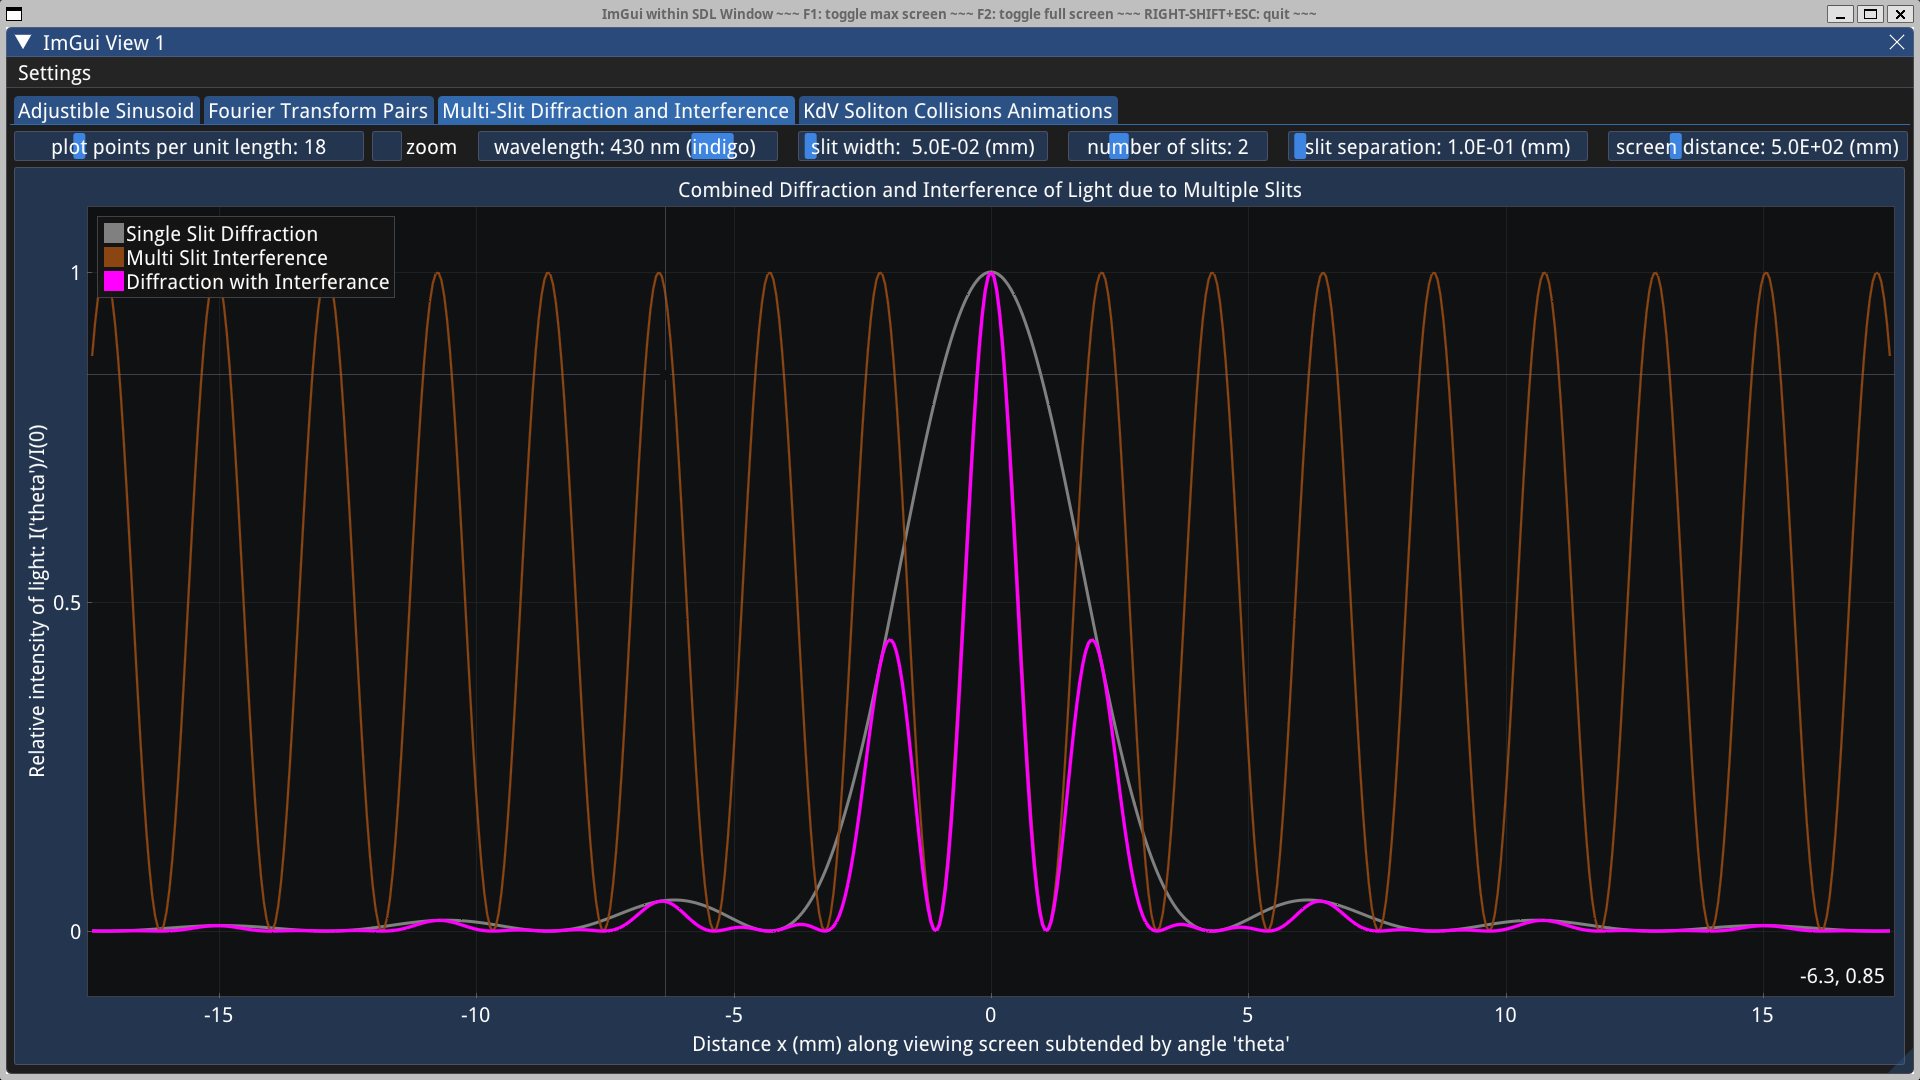 ImGui within SDL Window ~~~ F1: toggle max screen ~~~ F2: toggle full screen ~~~ RIGHT-SHIFT+ESC: quit ~~~
ImGui View 1
Settings
Adjustible Sinusoid Fourier Transform Pairs Multi-Slit Diffraction and Interference KdV Soliton Collisions Animations
plot points per unit length: 18 zoom wavelength: 430 nm (indigo) slit width: 5.0E-02 (mm) number of slits: 2 slit separation: 1.0E-01 (mm) screen distance: 5.0E+02 (mm)
Combined Diffraction and Interference of Light due to Multiple Slits
Single Slit Diffraction
Multi Slit Interference
Diffraction with Interferance
1
0.5
0
Relative intensity of light: I('theta')/I(0)
-6.3, 0.85
-15 -10 -5 0 5 10 15
Distance x (mm) along viewing screen subtended by angle 'theta'